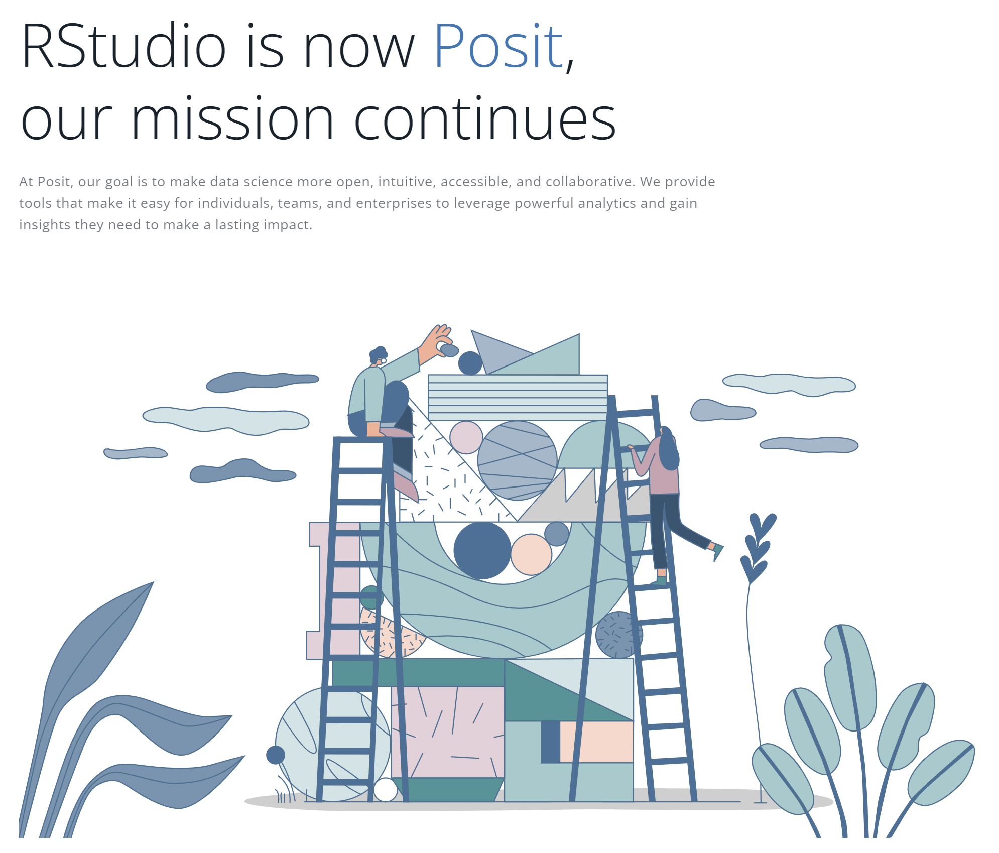 RStudio is now Posit,
our mission continues
At Posit, our goal is to make data science more open, intuitive, accessible, and collaborative. We provide
tools that make it easy for individuals, teams, and enterprises to leverage powerful analytics and gain
insights they need to make a lasting impact.